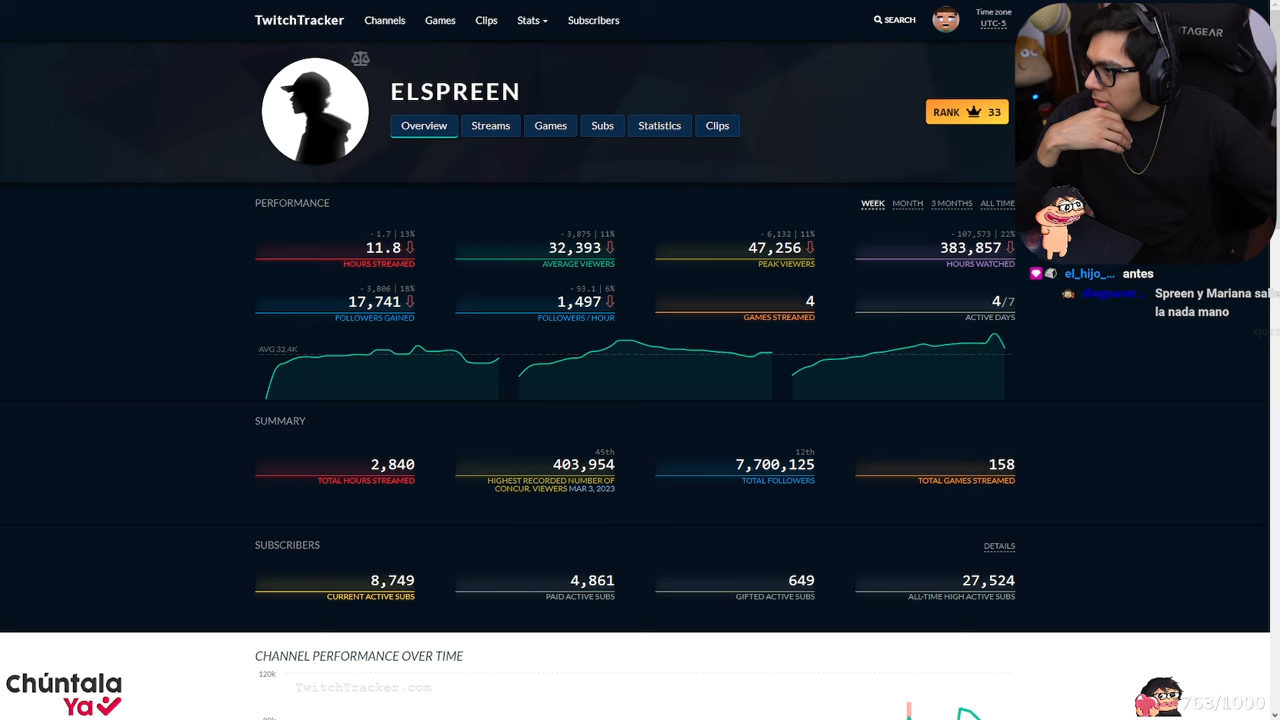 TwitchTracker Channels Games Clips Stats Subscribers SEARCH Time zone
UTC-5
ELSPREEN
Overview Streams Games Subs Statistics Clips
RANK 33
PERFORMANCE WEEK MONTH 3 MONTHS ALL TIME
- 1.7 | 13% - 3,875 | 11% - 6,132 | 11% - 107,573 | 22%
11.8 32,393 47,256 383,857
HOURS STREAMED AVERAGE VIEWERS PEAK VIEWERS HOURS WATCHED
- 3,806 | 18% - 93.1 | 6%
17,741 1,497 4 4/7
FOLLOWERS GAINED FOLLOWERS / HOUR GAMES STREAMED ACTIVE DAYS
AVG 32.4K
SUMMARY
45th 12th
2,840 403,954 7,700,125 158
TOTAL HOURS STREAMED HIGHEST RECORDED NUMBER OF TOTAL FOLLOWERS TOTAL GAMES STREAMED
CONCUR. VIEWERS MAR 3, 2023
SUBSCRIBERS DETAILS
8,749 4,861 649 27,524
CURRENT ACTIVE SUBS PAID ACTIVE SUBS GIFTED ACTIVE SUBS ALL-TIME HIGH ACTIVE SUBS
CHANNEL PERFORMANCE OVER TIME
120k
TwitchTracker.com
el_hijo_... antes
Spreen y Mariana sal
la nada mano
Chúntala
Ya
763/1000